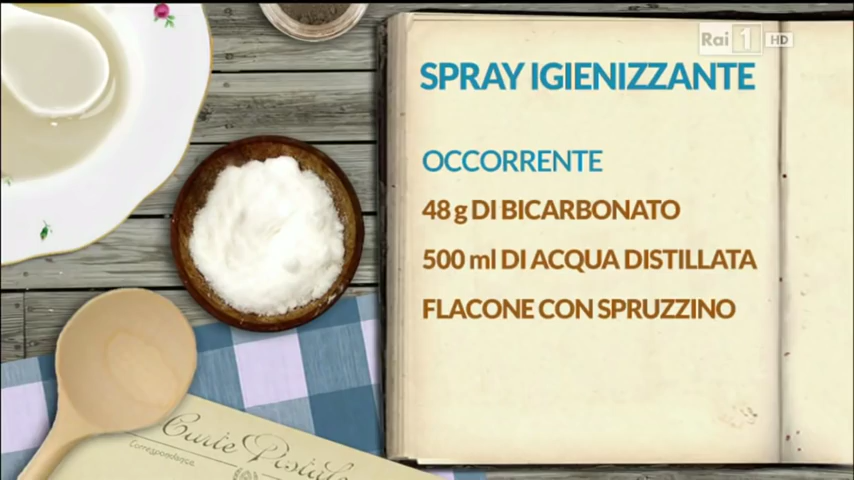 Rai 1 HD
SPRAY IGIENIZZANTE
OCCORRENTE
48 g DI BICARBONATO
500 ml DI ACQUA DISTILLATA
FLACONE CON SPRUZZINO
Carte Postale
Correspondance